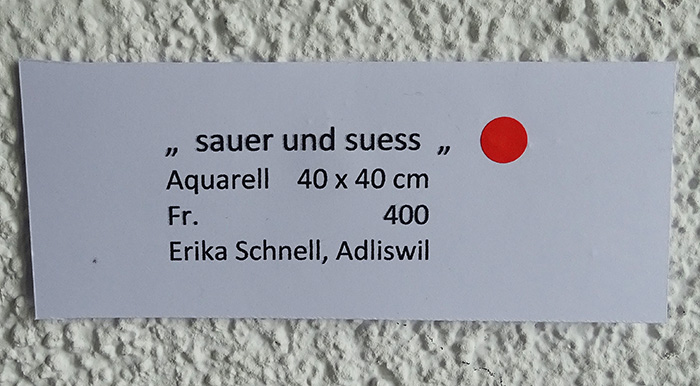 „ sauer und suess „
Aquarell 40 x 40 cm
Fr. 400
Erika Schnell, Adliswil